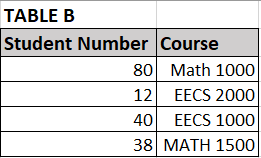 TABLE B
Student Number Course
80 Math 1000
12 EECS 2000
40 EECS 1000
38 MATH 1500